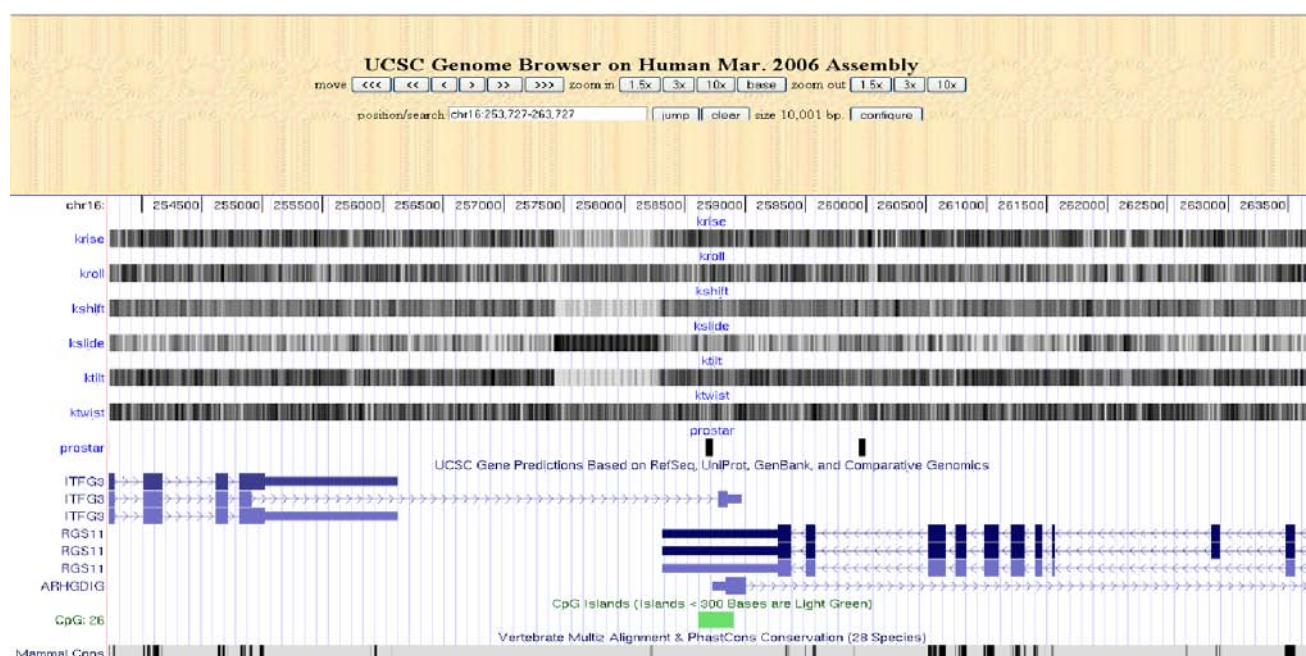 UCSC Genome Browser on Human Mar. 2006 Assembly
move <<< << < > >> >>> zoom in 1.5x 3x 10x base zoom out 1.5x 3x 10x
position/search chr16:253,727-263,727 jump clear size 10,001 bp. configure
chr16: 254500 255000 255500 256000 256500 257000 257500 258000 258500 259000 259500 260000 260500 261000 261500 262000 262500 263000 263500
krise
krise
kroll
kroll
kshift
kshift
kslide
kslide
ktilt
ktilt
ktwist
ktwist
prostar
prostar
UCSC Gene Predictions Based on RefSeq, UniProt, GenBank, and Comparative Genomics
ITFG3
ITFG3
ITFG3
RGS11
RGS11
RGS11
ARHGDIG
CpG Islands (Islands < 300 Bases are Light Green)
CpG: 26
Vertebrate Multiz Alignment & PhastCons Conservation (28 Species)
Mammal Cons